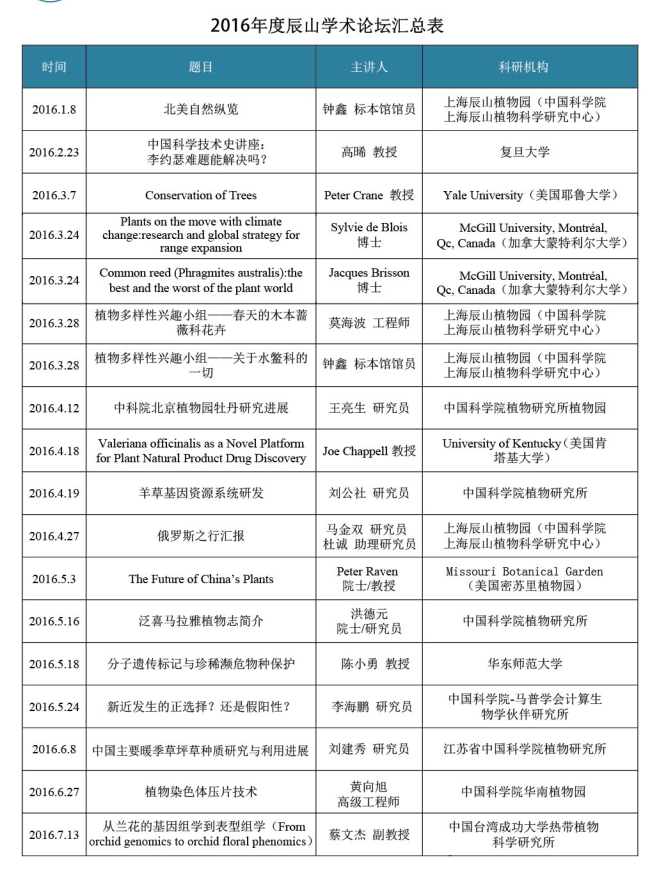 2016年度辰山学术论坛汇总表
时间 题目 主讲人 科研机构
2016.1.8 北美自然纵览 钟鑫 标本馆馆员 上海辰山植物园（中国科学院
上海辰山植物科学研究中心）
2016.2.23 中国科学技术史讲座：
李约瑟难题能解决吗？ 高晞 教授 复旦大学
2016.3.7 Conservation of Trees Peter Crane 教授 Yale University（美国耶鲁大学）
2016.3.24 Plants on the move with climate
change:research and global strategy for
range expansion Sylvie de Blois
博士 McGill University, Montréal,
Qc, Canada（加拿大蒙特利尔大学）
2016.3.24 Common reed (Phragmites australis):the
best and the worst of the plant world Jacques Brisson
博士 McGill University, Montréal,
Qc, Canada（加拿大蒙特利尔大学）
2016.3.28 植物多样性兴趣小组——春天的木本蔷
薇科花卉 莫海波 工程师 上海辰山植物园（中国科学院
上海辰山植物科学研究中心）
2016.3.28 植物多样性兴趣小组——关于水鳖科的
一切 钟鑫 标本馆馆员 上海辰山植物园（中国科学院
上海辰山植物科学研究中心）
2016.4.12 中科院北京植物园牡丹研究进展 王亮生 研究员 中国科学院植物研究所植物园
2016.4.18 Valeriana officinalis as a Novel Platform
for Plant Natural Product Drug Discovery Joe Chappell 教授 University of Kentucky（美国肯
塔基大学）
2016.4.19 羊草基因资源系统研发 刘公社 研究员 中国科学院植物研究所
2016.4.27 俄罗斯之行汇报 马金双 研究员
杜诚 助理研究员 上海辰山植物园（中国科学院
上海辰山植物科学研究中心）
2016.5.3 The Future of China's Plants Peter Raven
院士/教授 Missouri Botanical Garden
（美国密苏里植物园）
2016.5.16 泛喜马拉雅植物志简介 洪德元
院士/研究员 中国科学院植物研究所
2016.5.18 分子遗传标记与珍稀濒危物种保护 陈小勇 教授 华东师范大学
2016.5.24 新近发生的正选择？还是假阳性？ 李海鹏 研究员 中国科学院-马普学会计算生
物学伙伴研究所
2016.6.8 中国主要暖季草坪草种质研究与利用进展 刘建秀 研究员 江苏省中国科学院植物研究所
2016.6.27 植物染色体压片技术 黄向旭
高级工程师 中国科学院华南植物园
2016.7.13 从兰花的基因组学到表型组学（From
orchid genomics to orchid floral phenomics） 蔡文杰 副教授 中国台湾成功大学热带植物
科学研究所